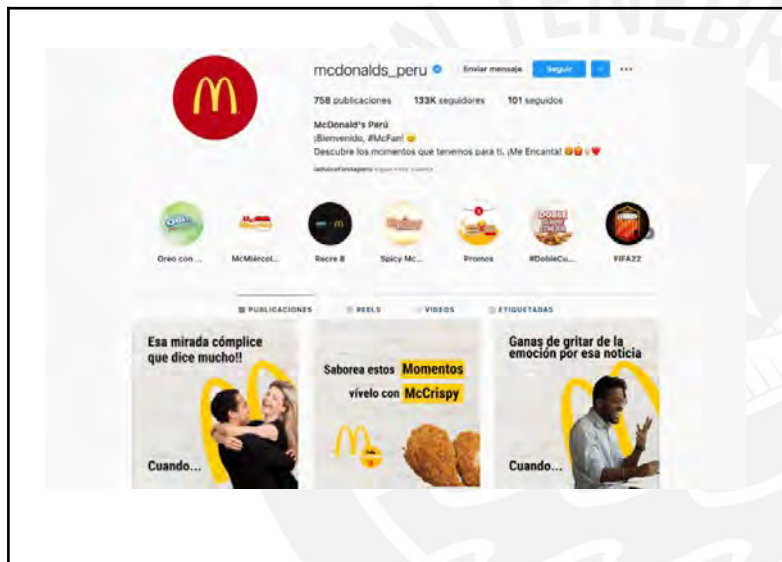 TENEBR
mcdonalds_peru Enviar mensaje Seguir
758 publicaciones 133K seguidores 101 seguidos
McDonald's Perú
¡Bienvenido, #McFan!
Descubre los momentos que tenemos para ti. ¡Me Encanta!
Oreo con ... McMiércol... Recre 8 Spicy Mc... Promos #DobleCu... FIFA22
PUBLICACIONES REELS VIDEOS ETIQUETADAS
Esa mirada cómplice
que dice mucho!!
Cuando...
Saborea estos Momentos
vívelo con McCrispy
Ganas de gritar de la
emoción por esa noticia
Cuando...